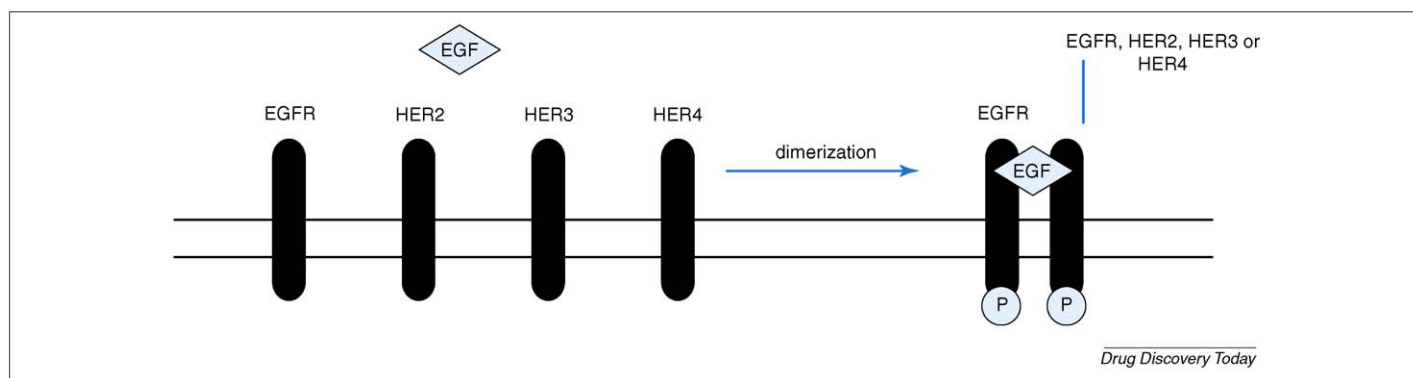 EGF
EGFR, HER2, HER3 or
HER4
EGFR
HER2
HER3
HER4
dimerization
EGFR
EGF
P
P
Drug Discovery Today